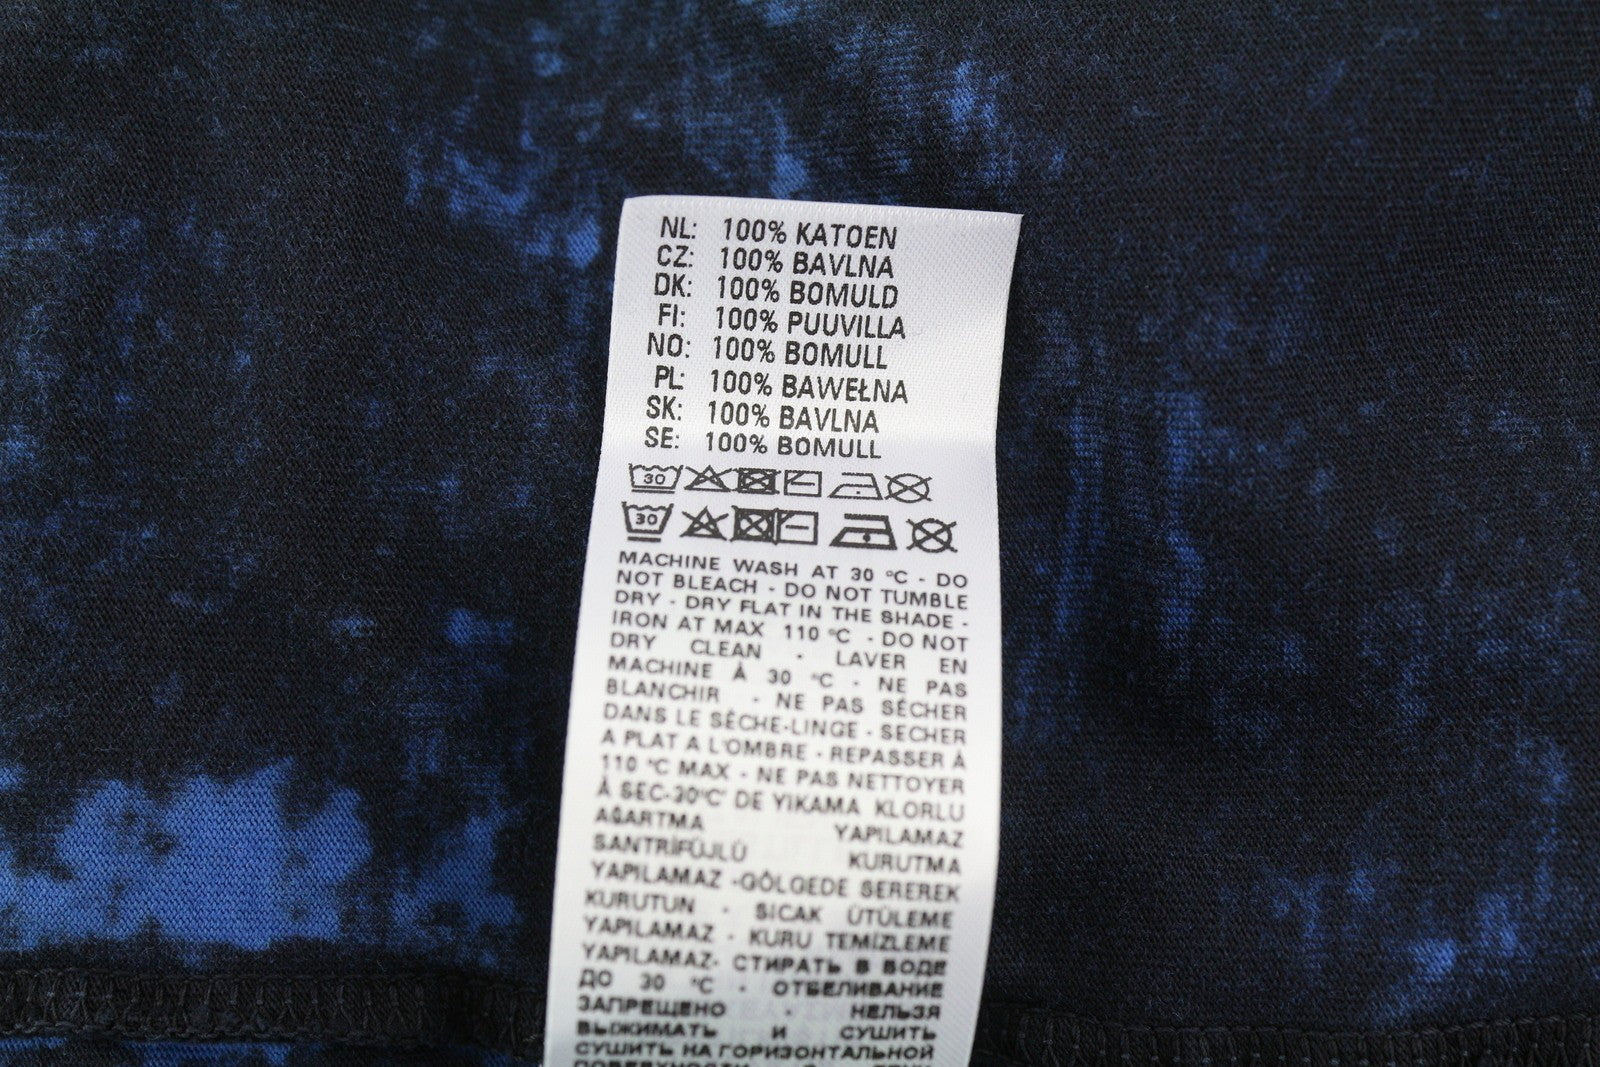 NL: 100% KATOEN
CZ: 100% BAVLNA
DK: 100% BOMULD
FI: 100% PUUVILLA
NO: 100% BOMULL
PL: 100% BAWEŁNA
SK: 100% BAVLNA
SE: 100% BOMULL
30
30
MACHINE WASH AT 30 °C - DO
NOT BLEACH - DO NOT TUMBLE
DRY - DRY FLAT IN THE SHADE -
IRON AT MAX 110 °C - DO NOT
DRY CLEAN - LAVER EN
MACHINE À 30 °C - NE PAS
BLANCHIR - NE PAS SÉCHER
DANS LE SÈCHE-LINGE - SECHER
A PLAT A L'OMBRE - REPASSER À
110 °C MAX - NE PAS NETTOYER
À SEC-30°C' DE YIKAMA KLORLU
AĞARTMA YAPILAMAZ
SANTRİFÜJLÜ KURUTMA
YAPILAMAZ -GÖLGEDE SEREREK
KURUTUN - SICAK ÜTÜLEME
YAPILAMAZ - KURU TEMİZLEME
YAPILAMAZ- СТИРАТЬ В ВОДЕ
ДО 30 °C - ОТБЕЛИВАНИЕ
ЗАПРЕЩЕНО - НЕЛЬЗЯ
ВЫЖИМАТЬ И СУШИТЬ
СУШИТЬ НА ГОРИЗОНТАЛЬНОЙ